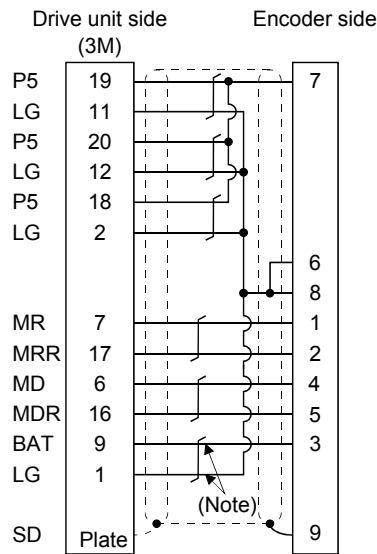 Drive unit side Encoder side
(3M)
P5 19 7
LG 11
P5 20
LG 12
P5 18
LG 2
6
8
MR 7 1
MRR 17 2
MD 6 4
MDR 16 5
BAT 9 3
LG 1
(Note)
SD Plate 9